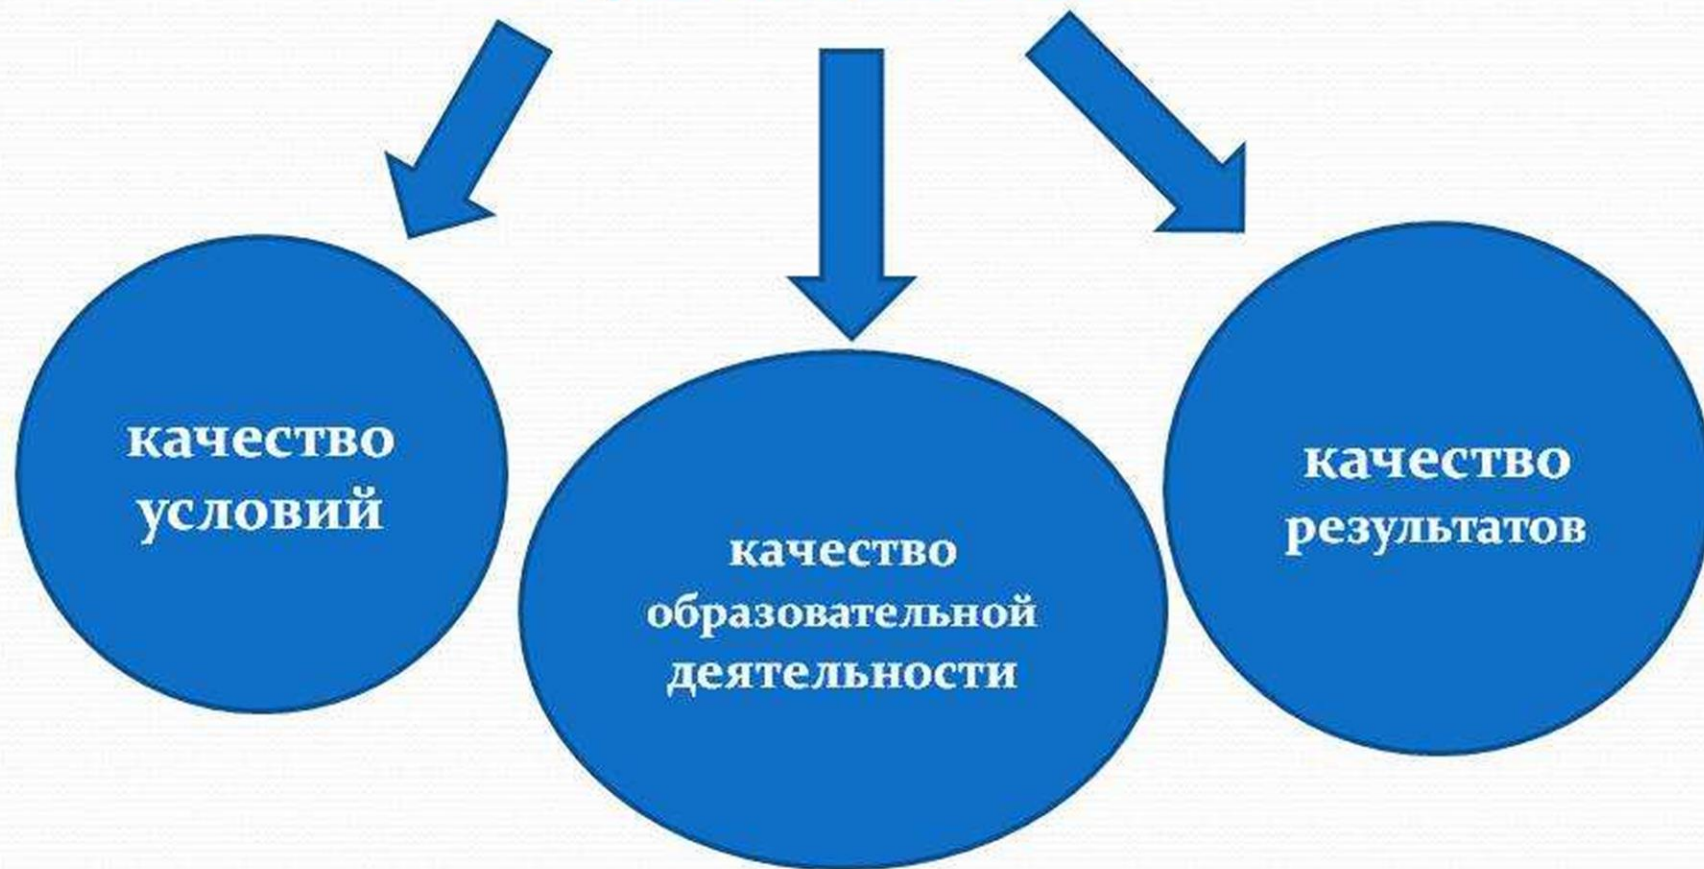 качество
условий
качество
образовательной
деятельности
качество
результатов